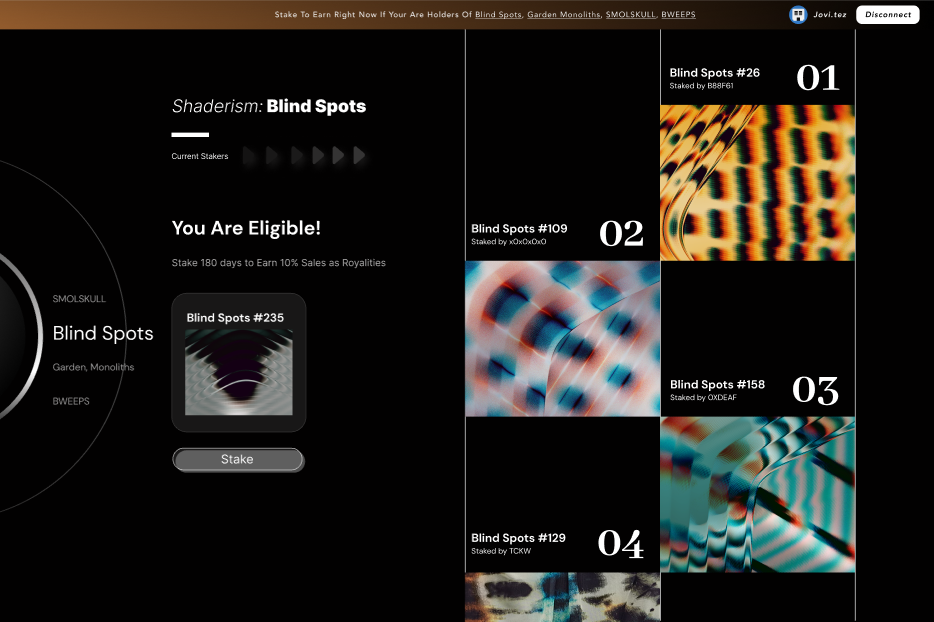 Stake To Earn Right Now If Your Are Holders Of Blind Spots, Garden Monoliths, SMOLSKULL, BWEEPS
Jovi.tez
Disconnect
Shaderism: Blind Spots
Current Stakers
You Are Eligible!
Stake 180 days to Earn 10% Sales as Royalities
SMOLSKULL
Blind Spots
Garden, Monoliths
BWEEPS
Blind Spots #235
Stake
Blind Spots #26
Staked by B88F61
01
Blind Spots #109
Staked by x0x0x0x0
02
Blind Spots #158
Staked by 0XDEAF
03
Blind Spots #129
Staked by TCKW
04